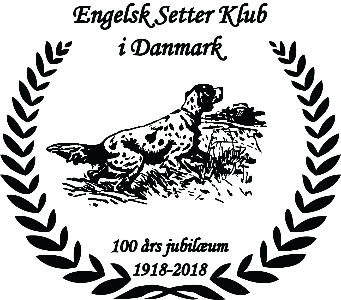 Engelsk Setter Klub
i Danmark
100 års jubilæum
1918-2018